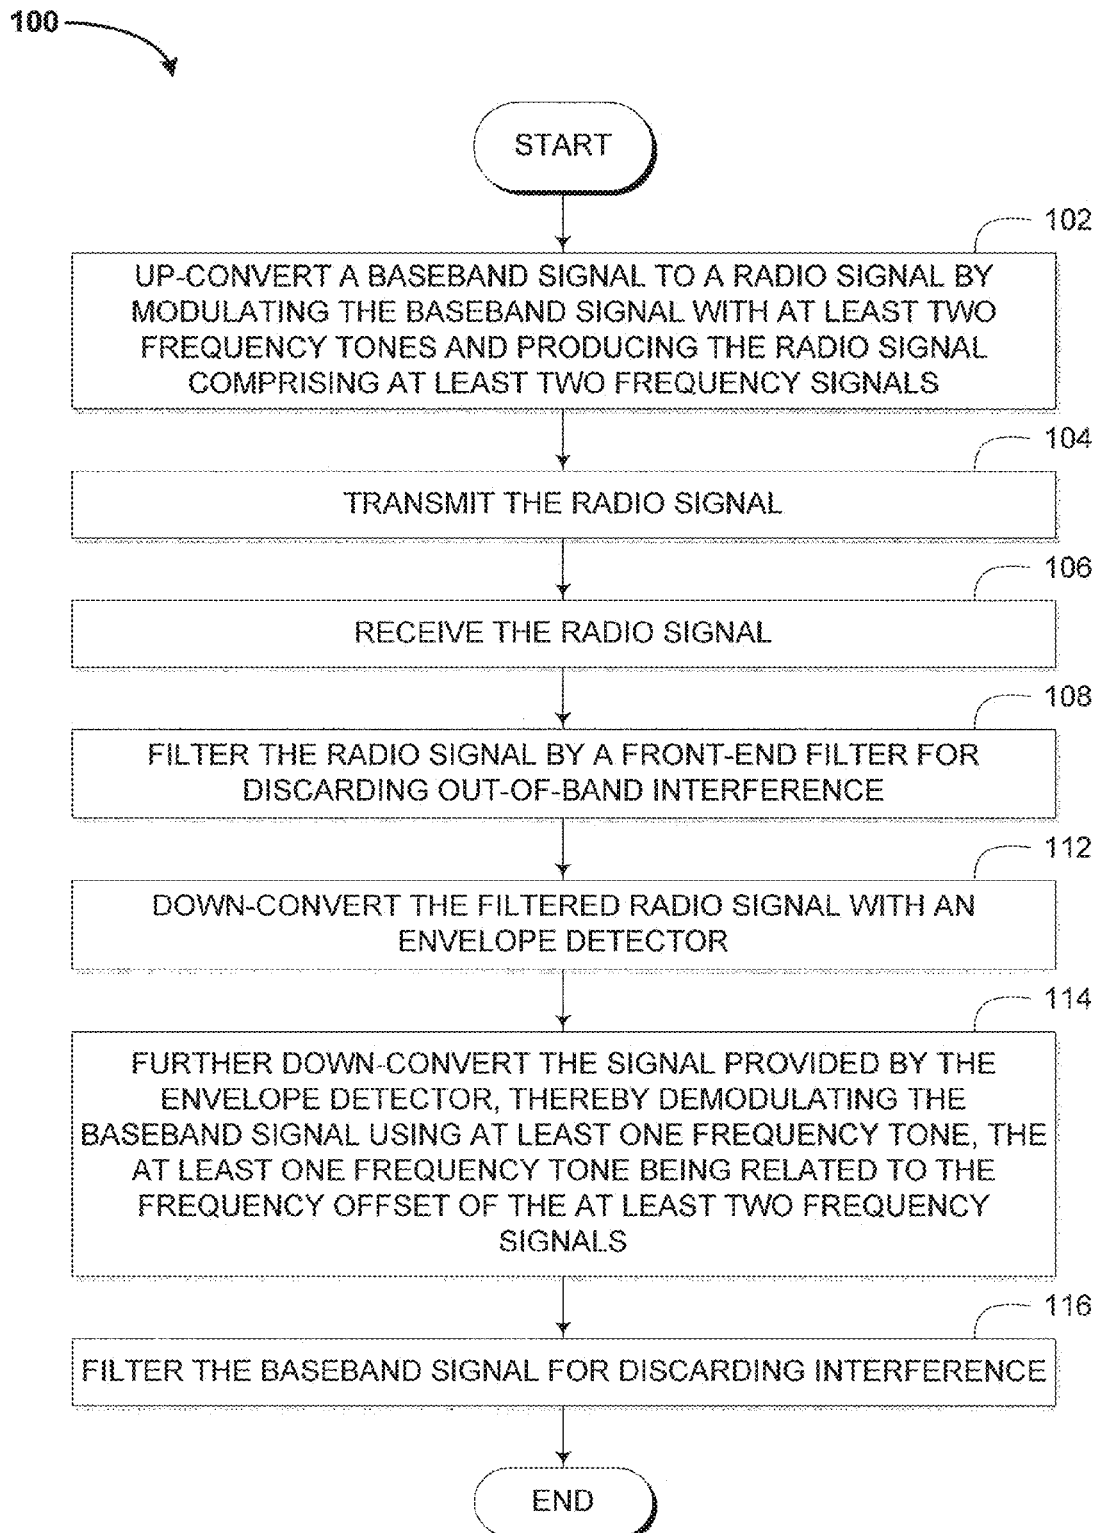 100
START
102
UP-CONVERT A BASEBAND SIGNAL TO A RADIO SIGNAL BY
MODULATING THE BASEBAND SIGNAL WITH AT LEAST TWO
FREQUENCY TONES AND PRODUCING THE RADIO SIGNAL
COMPRISING AT LEAST TWO FREQUENCY SIGNALS
104
TRANSMIT THE RADIO SIGNAL
106
RECEIVE THE RADIO SIGNAL
108
FILTER THE RADIO SIGNAL BY A FRONT-END FILTER FOR
DISCARDING OUT-OF-BAND INTERFERENCE
112
DOWN-CONVERT THE FILTERED RADIO SIGNAL WITH AN
ENVELOPE DETECTOR
114
FURTHER DOWN-CONVERT THE SIGNAL PROVIDED BY THE
ENVELOPE DETECTOR, THEREBY DEMODULATING THE
BASEBAND SIGNAL USING AT LEAST ONE FREQUENCY TONE, THE
AT LEAST ONE FREQUENCY TONE BEING RELATED TO THE
FREQUENCY OFFSET OF THE AT LEAST TWO FREQUENCY
SIGNALS
116
FILTER THE BASEBAND SIGNAL FOR DISCARDING INTERFERENCE
END